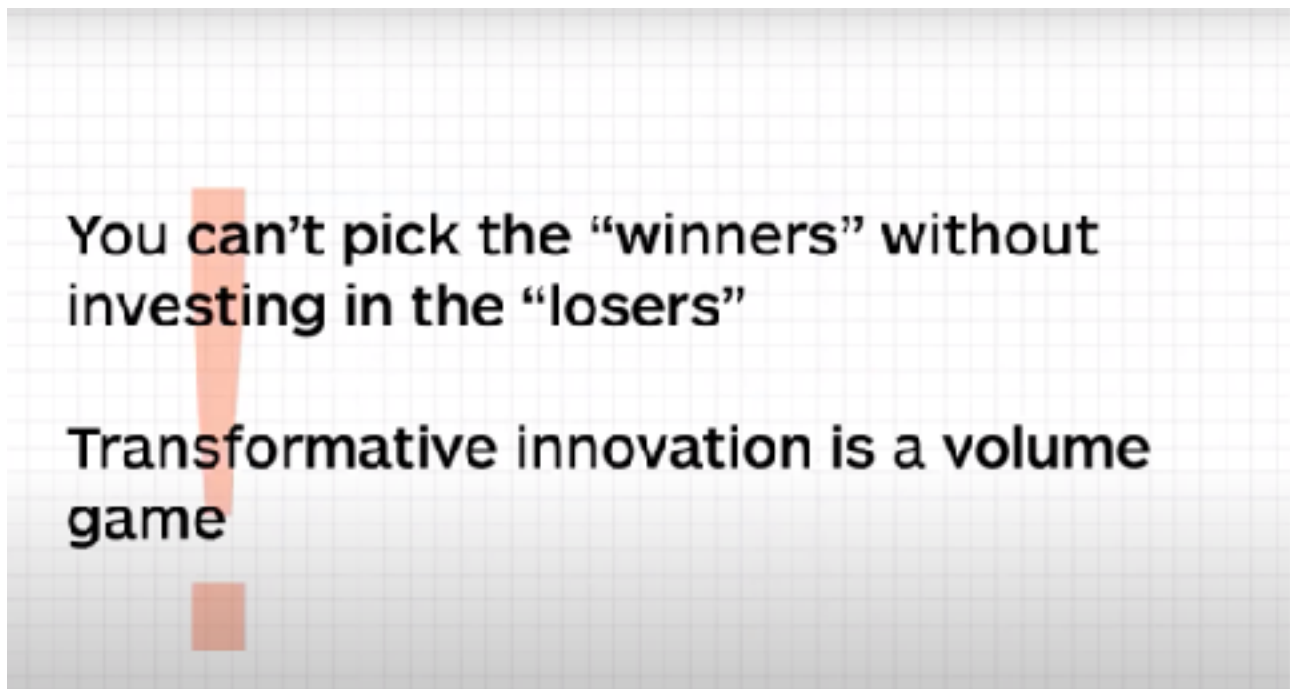 You can’t pick the “winners” without
investing in the “losers”
Transformative innovation is a volume
game